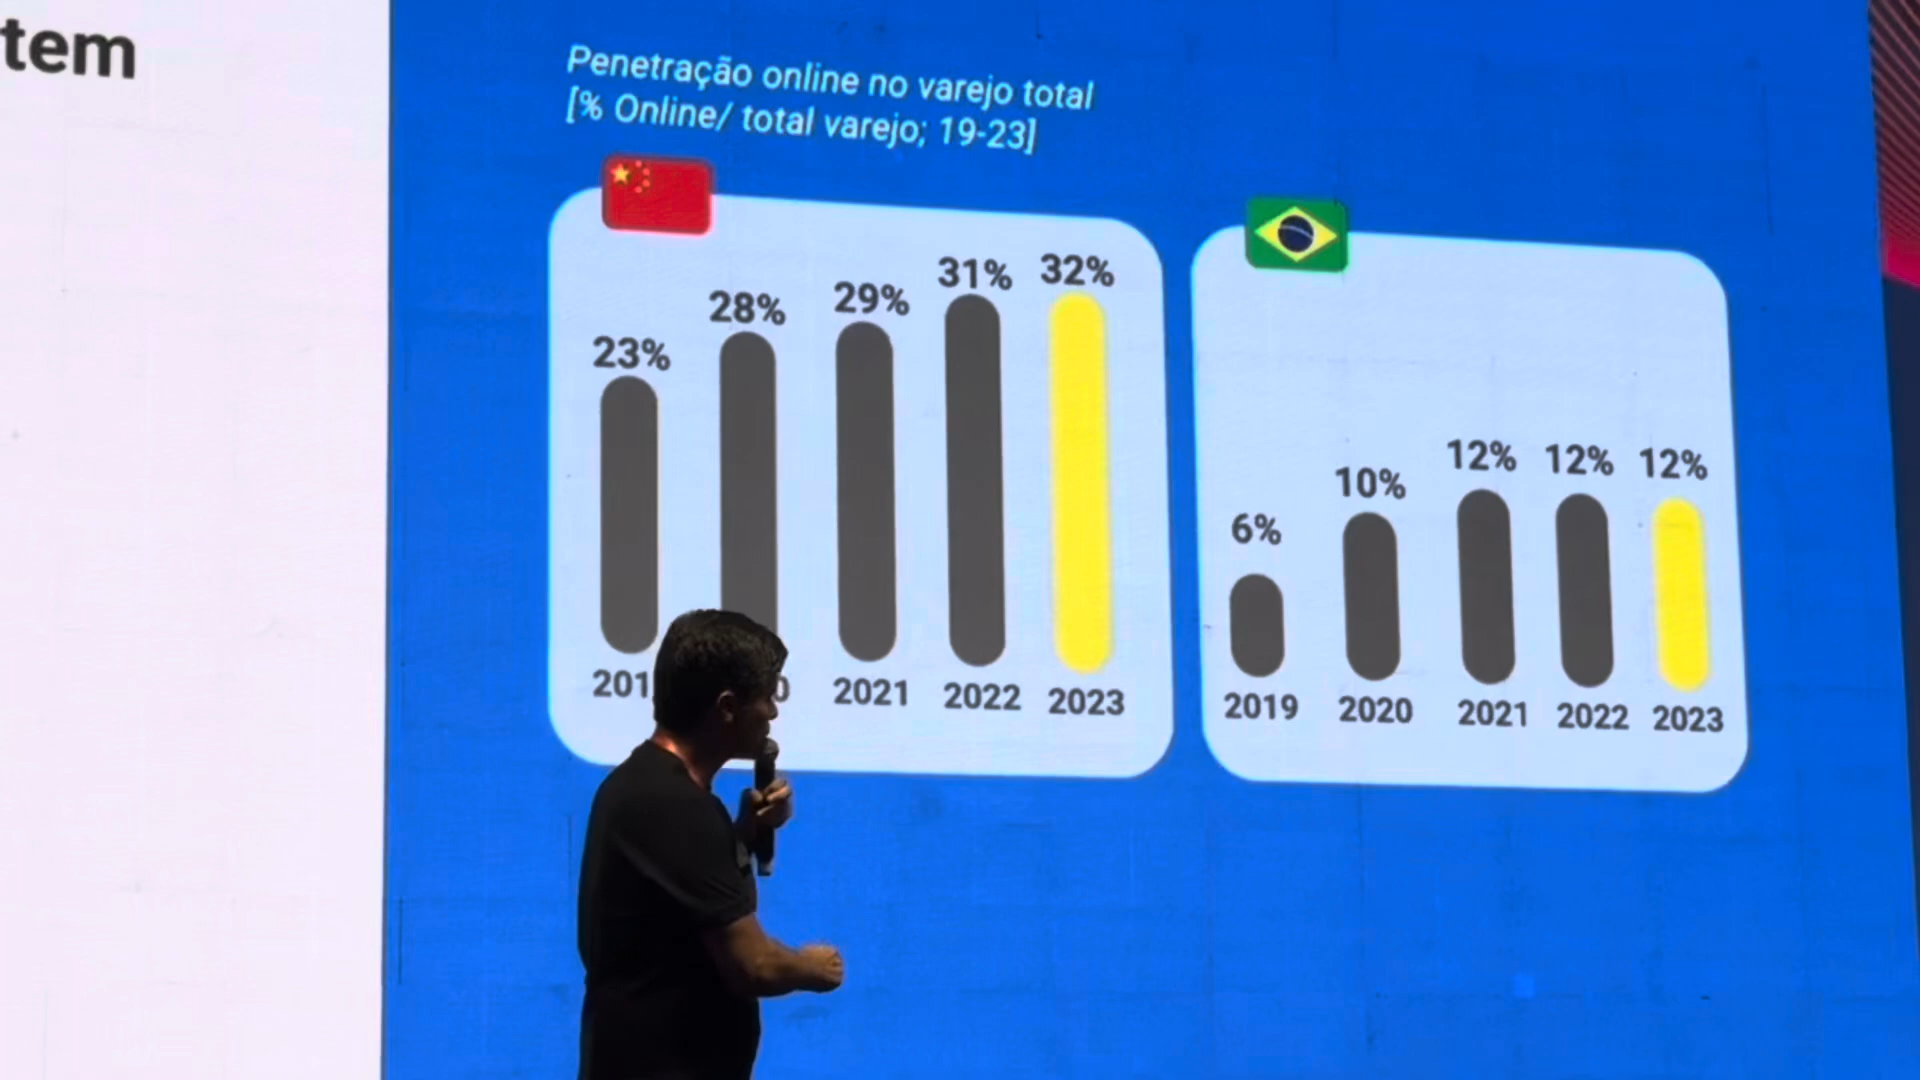 tem
Penetração online no varejo total
[% Online/ total varejo; 19-23]
23% 28% 29% 31% 32%
2021 2022 2023
6% 10% 12% 12% 12%
2019 2020 2021 2022 2023